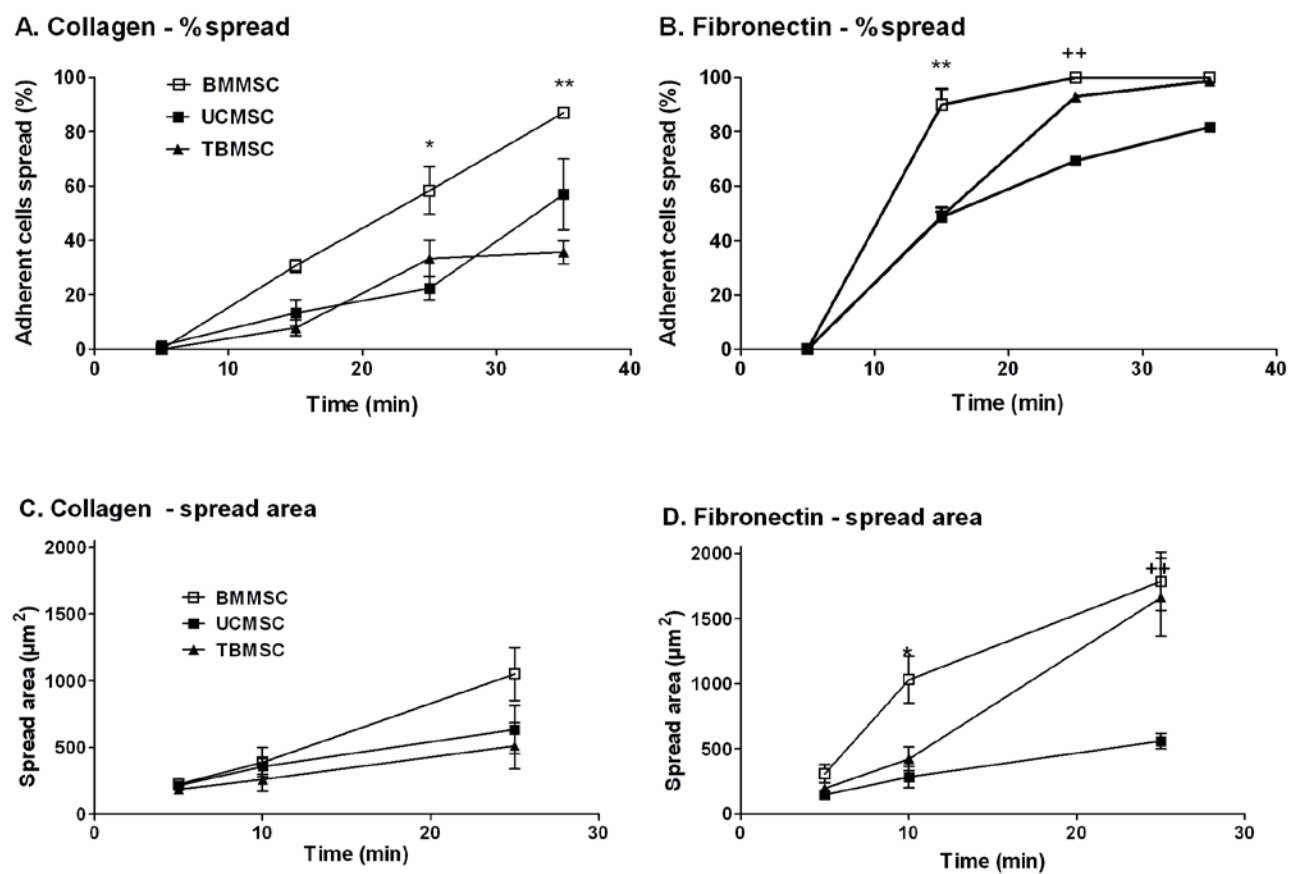 A. Collagen - % spread
**
*
BMMSC
UCMSC
TBMSC
Adherent cells spread (%)
100
80
60
40
20
0
0 10 20 30 40
Time (min)
B. Fibronectin - % spread
** ++
Adherent cells spread (%)
100
80
60
40
20
0
0 10 20 30 40
Time (min)
C. Collagen - spread area
BMMSC
UCMSC
TBMSC
Spread area (µm²)
2000
1500
1000
500
0
0 10 20 30
Time (min)
D. Fibronectin - spread area
++
*
Spread area (µm²)
2000
1500
1000
500
0
0 10 20 30
Time (min)